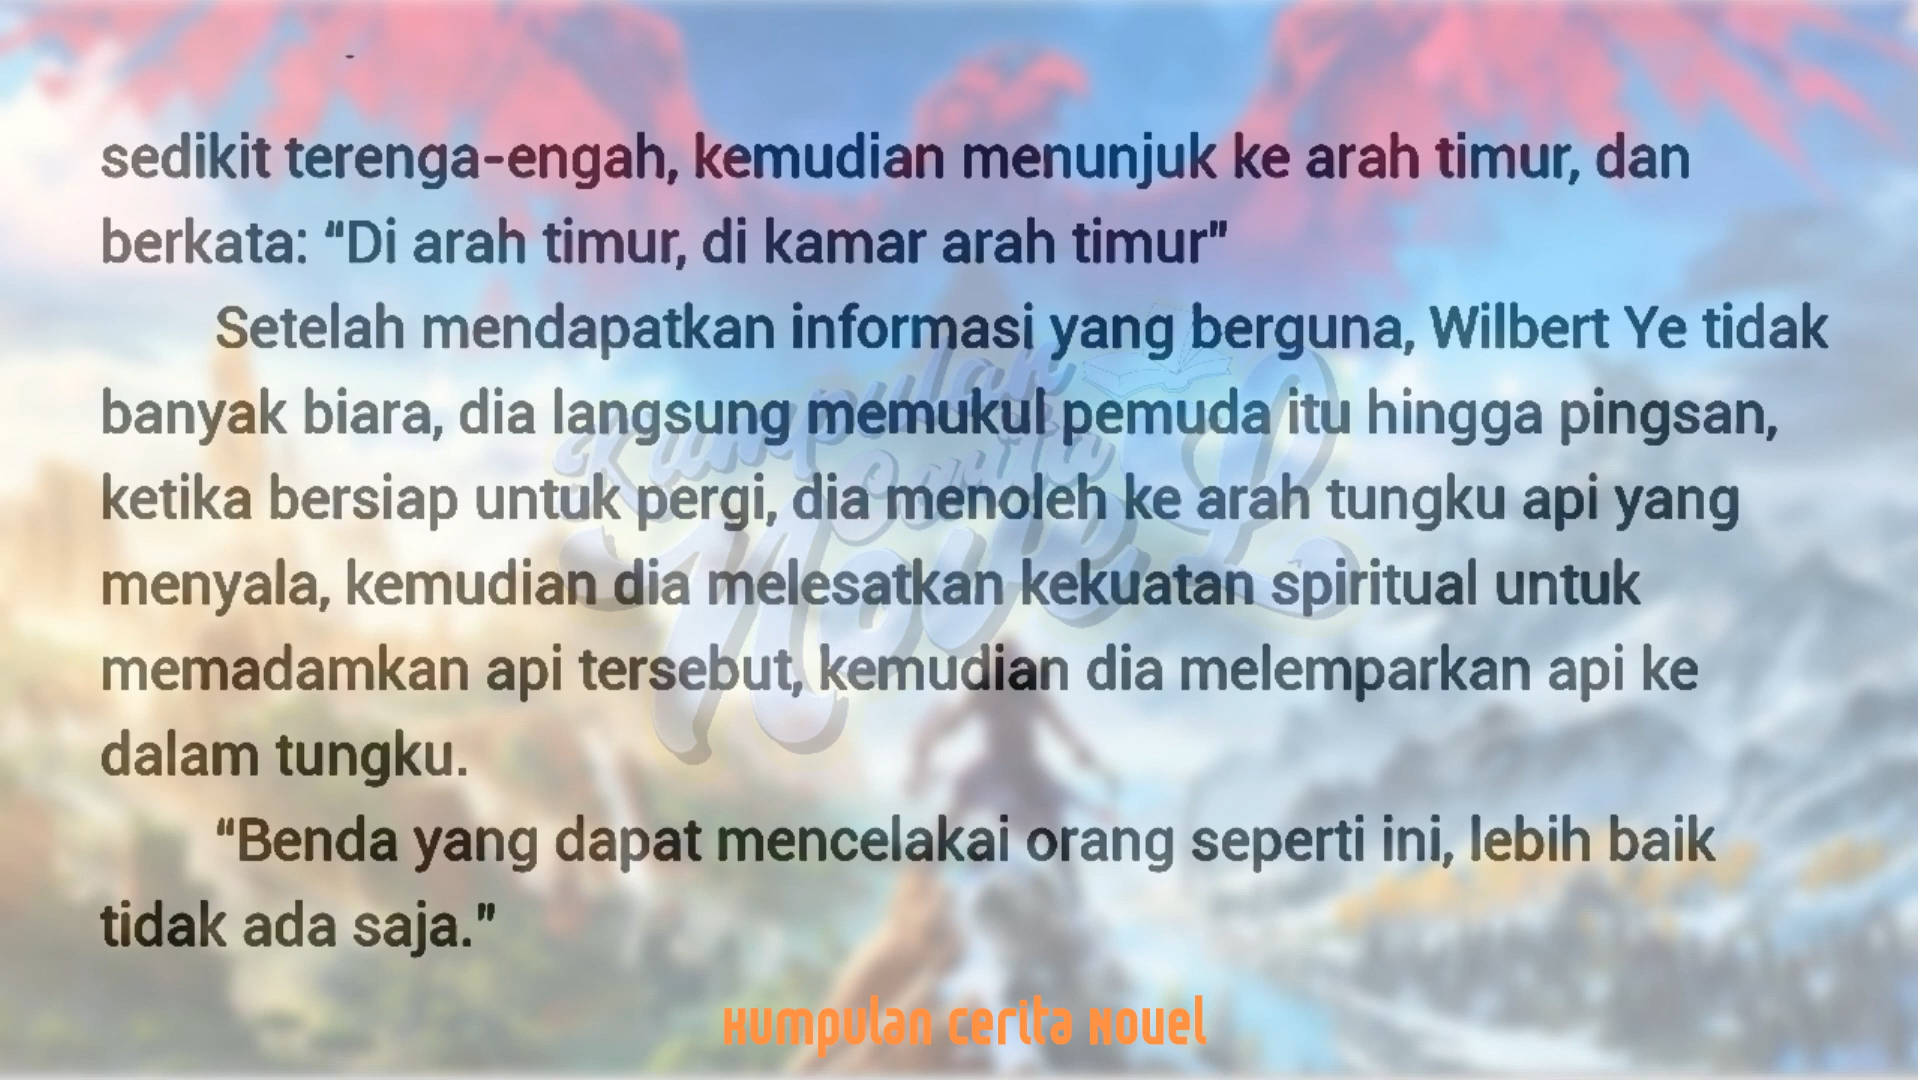 sedikit terenga-engah, kemudian menunjuk ke arah timur, dan
berkata: “Di arah timur, di kamar arah timur"
Setelah mendapatkan informasi yang berguna, Wilbert Ye tidak
banyak biara, dia langsung memukul pemuda itu hingga pingsan,
ketika bersiap untuk pergi, dia menoleh ke arah tungku api yang
menyala, kemudian dia melesatkan kekuatan spiritual untuk
memadamkan api tersebut, kemudian dia melemparkan api ke
dalam tungku.
“Benda yang dapat mencelakai orang seperti ini, lebih baik
tidak ada saja."
Kumpulan Cerita Novel
Kumpulan Cerita Novel